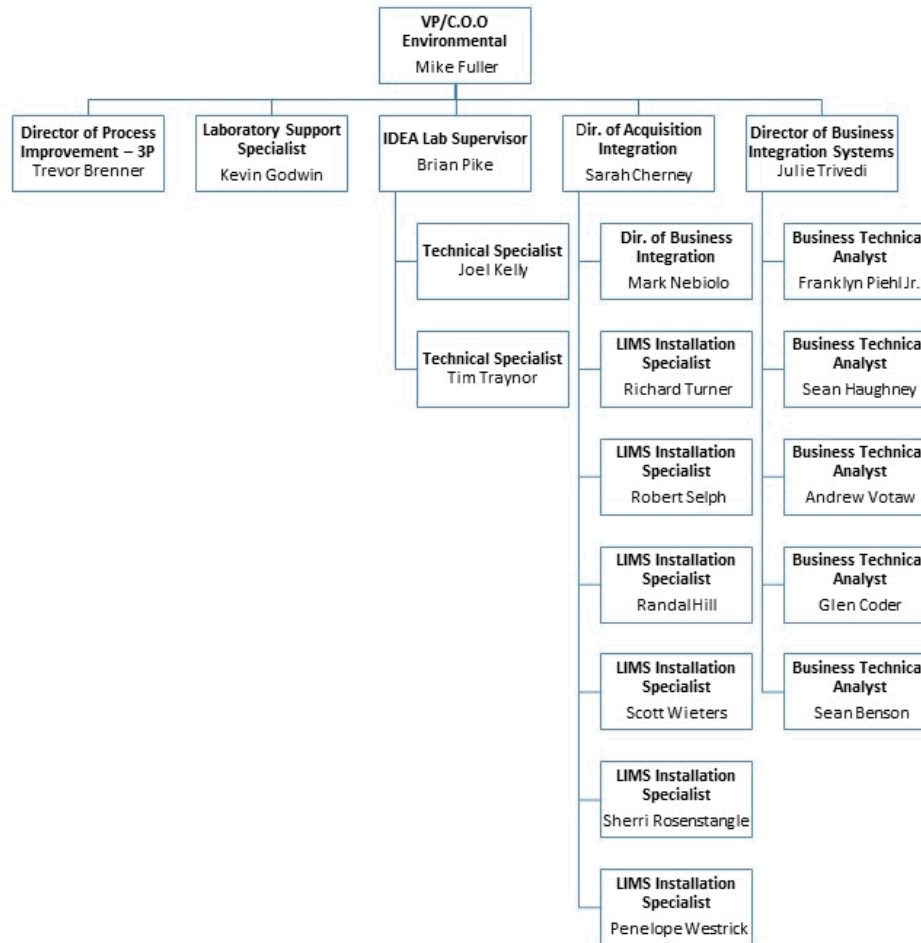 VP/C.O.O
Environmental
Mike Fuller
Director of Process
Improvement – 3P
Trevor Brenner
Laboratory Support
Specialist
Kevin Godwin
IDEA Lab Supervisor
Brian Pike
Dir. of Acquisition
Integration
Sarah Cherney
Director of Business
Integration Systems
Julie Trivedi
Technical Specialist
Joel Kelly
Technical Specialist
Tim Traynor
Dir. of Business
Integration
Mark Nebiolo
LIMS Installation
Specialist
Richard Turner
LIMS Installation
Specialist
Robert Selph
LIMS Installation
Specialist
Randal Hill
LIMS Installation
Specialist
Scott Wieters
LIMS Installation
Specialist
Sherri Rosenstangle
LIMS Installation
Specialist
Penelope Westrick
Business Technica
Analyst
Franklyn Piehl Jr.
Business Technica
Analyst
Sean Haughney
Business Technica
Analyst
Andrew Votaw
Business Technica
Analyst
Glen Coder
Business Technica
Analyst
Sean Benson